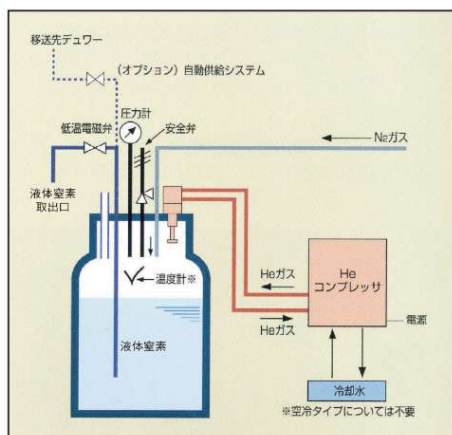 移送先デュワー
(オプション) 自動供給システム
圧力計
安全弁
低温電磁弁
N₂ガス
液体窒素
取出口
Heガス
He
コンプレッサ
温度計※
Heガス
電源
液体窒素
冷却水
※空冷タイプについては不要